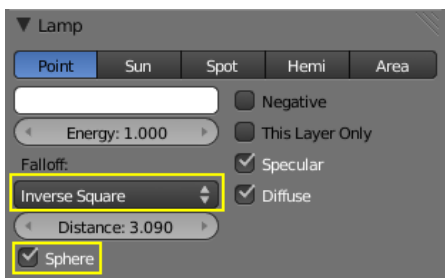 Lamp
Point Sun Spot Hemi Area
Negative
Energy: 1.000 This Layer Only
Falloff: Specular
Inverse Square Diffuse
Distance: 3.090
Sphere